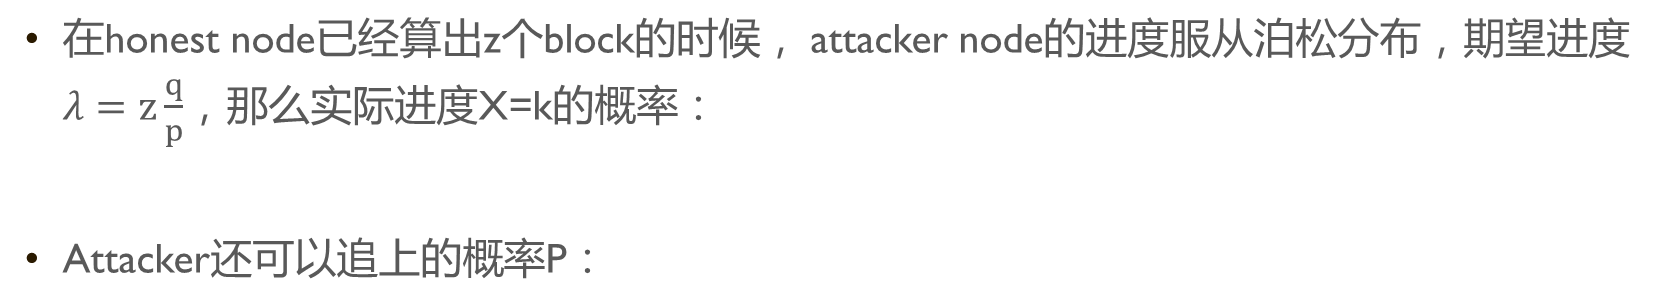 • 在honest node已经算出z个block的时候，attacker node的进度服从泊松分布，期望进度
λ = z q/p，那么实际进度X=k的概率：
• Attacker还可以追上的概率P：